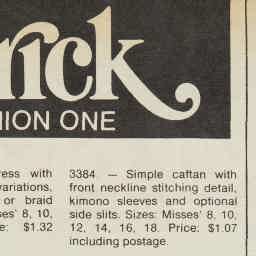 rick
ION ONE
ress with
variations,
or braid
ses' 8, 10,
e: $1.32
3384 — Simple caftan with
front neckline stitching detail,
kimono sleeves and optional
side slits. Sizes: Misses' 8, 10,
12, 14, 16, 18. Price: $1.07
including postage.